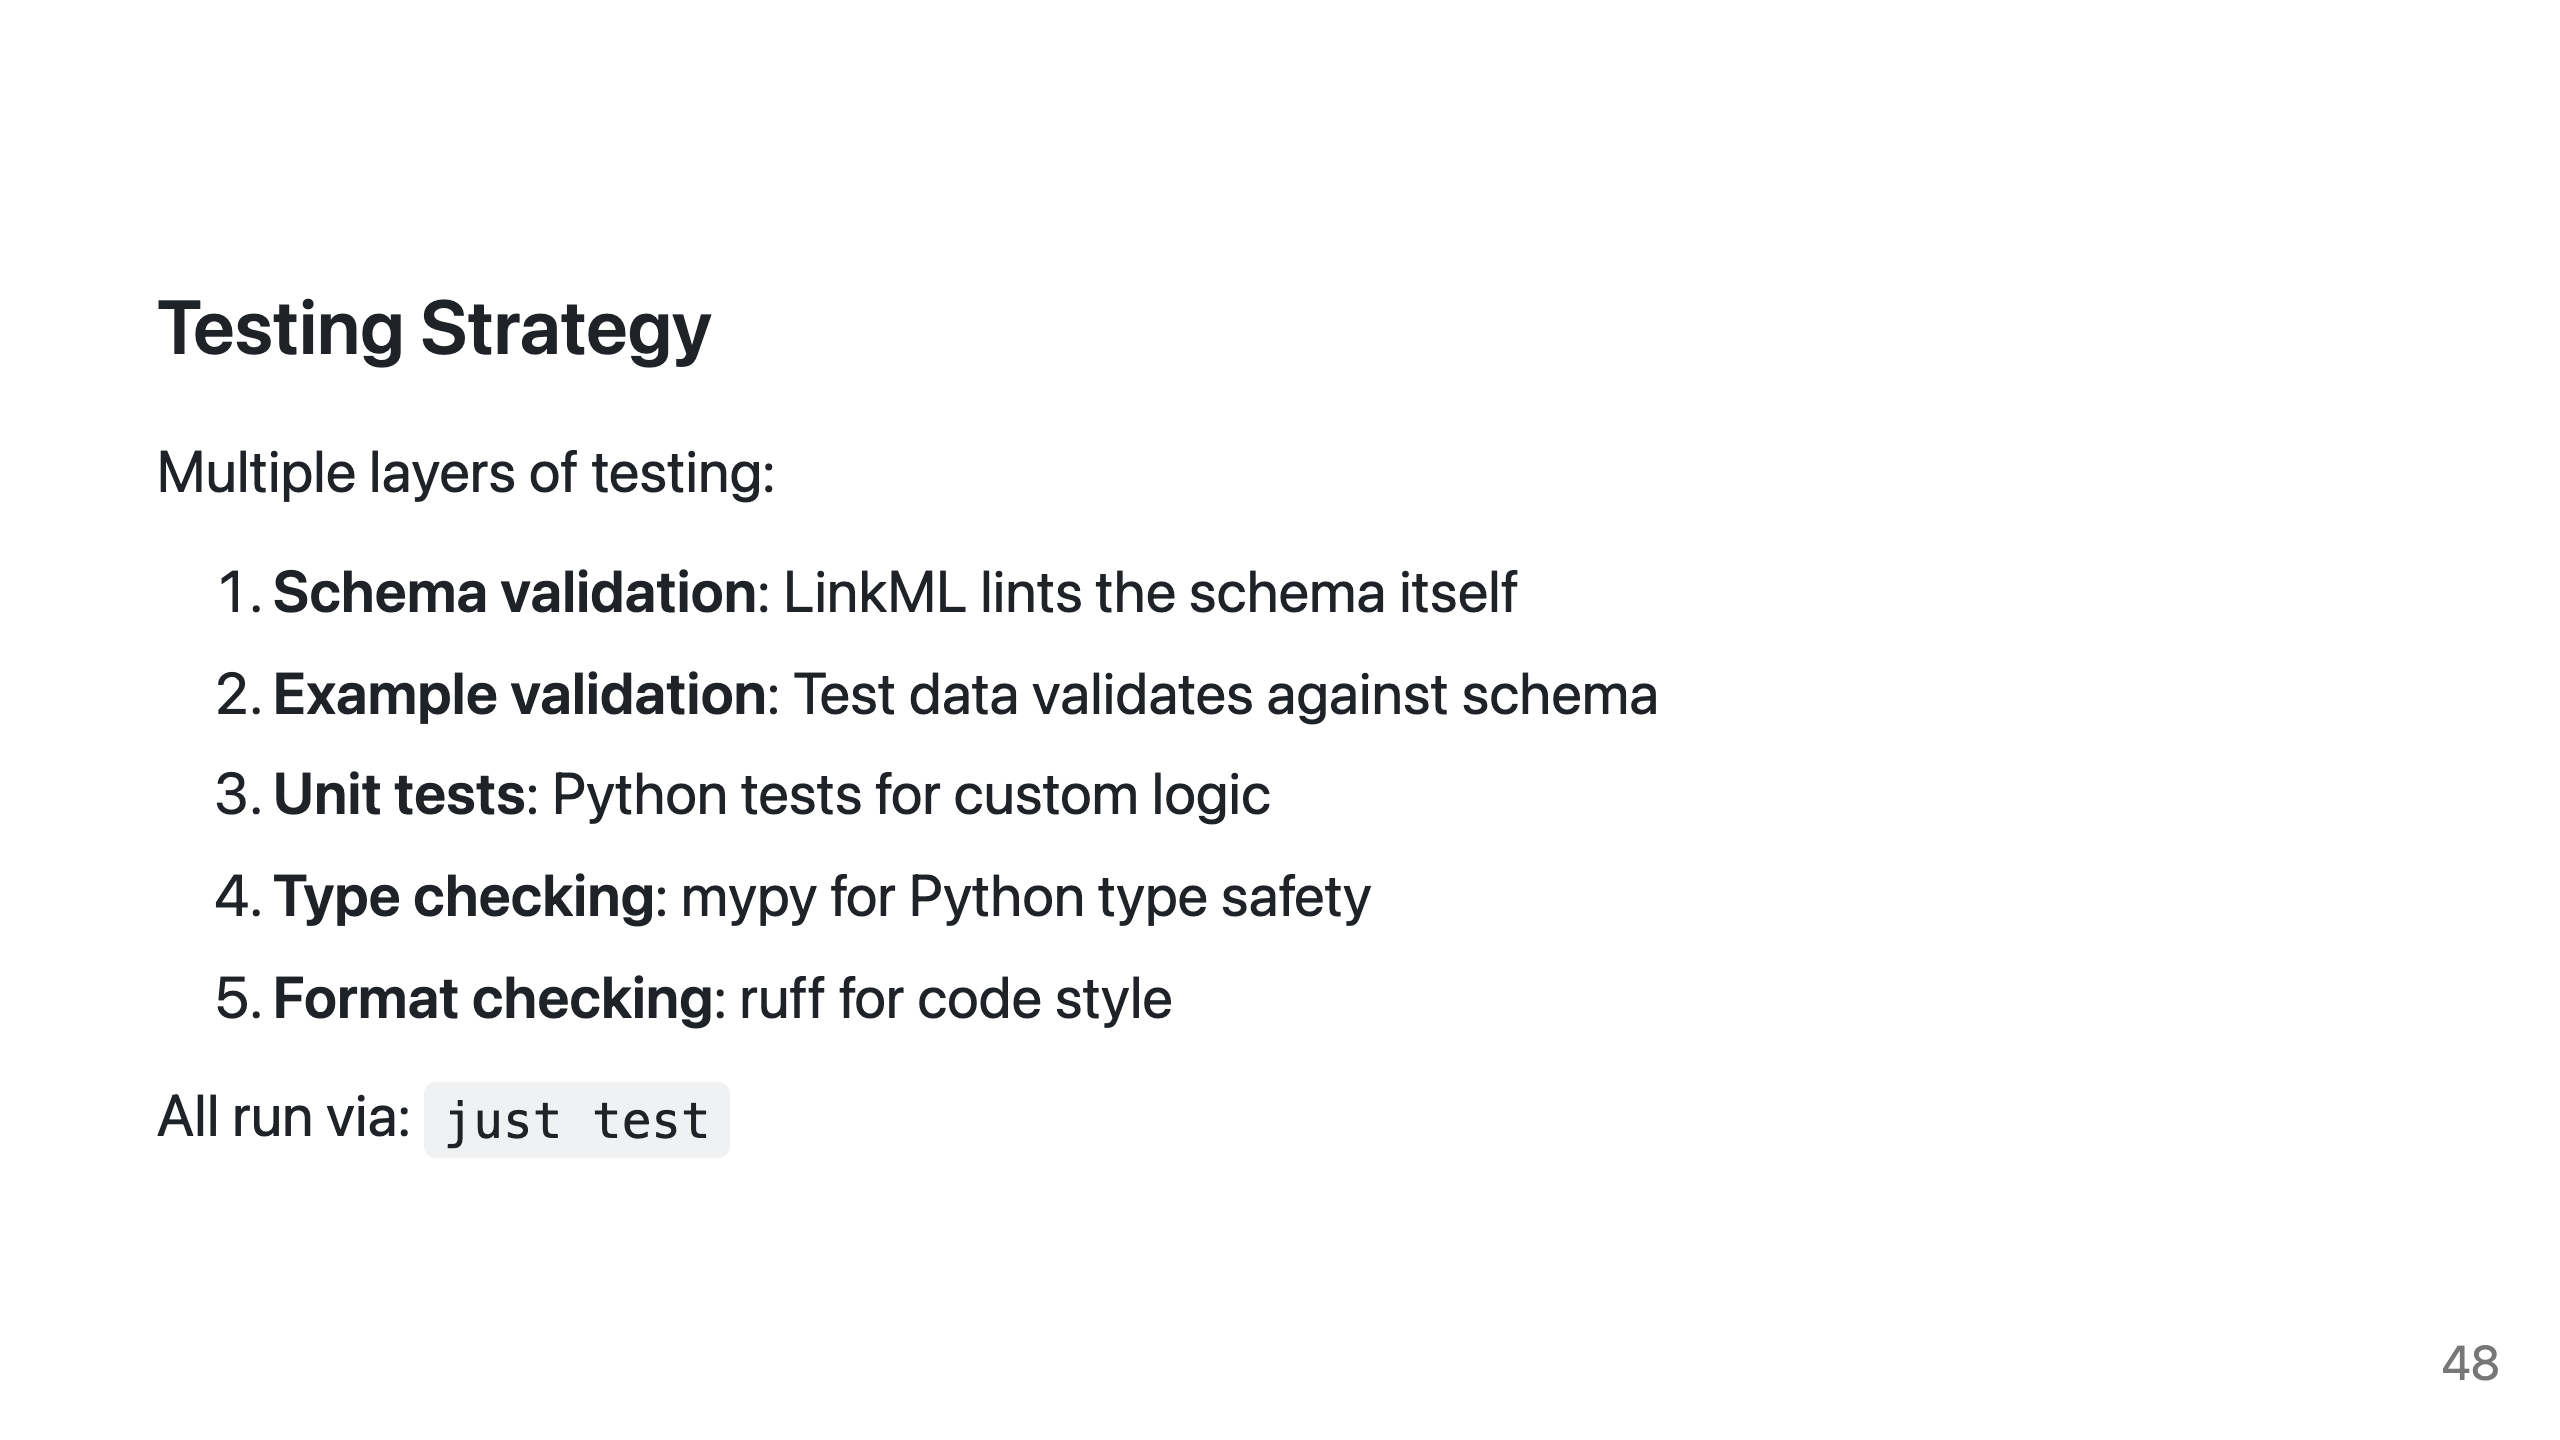 Testing Strategy
Multiple layers of testing:
1. Schema validation: LinkML lints the schema itself
2. Example validation: Test data validates against schema
3. Unit tests: Python tests for custom logic
4. Type checking: mypy for Python type safety
5. Format checking: ruff for code style
All run via: just test
48